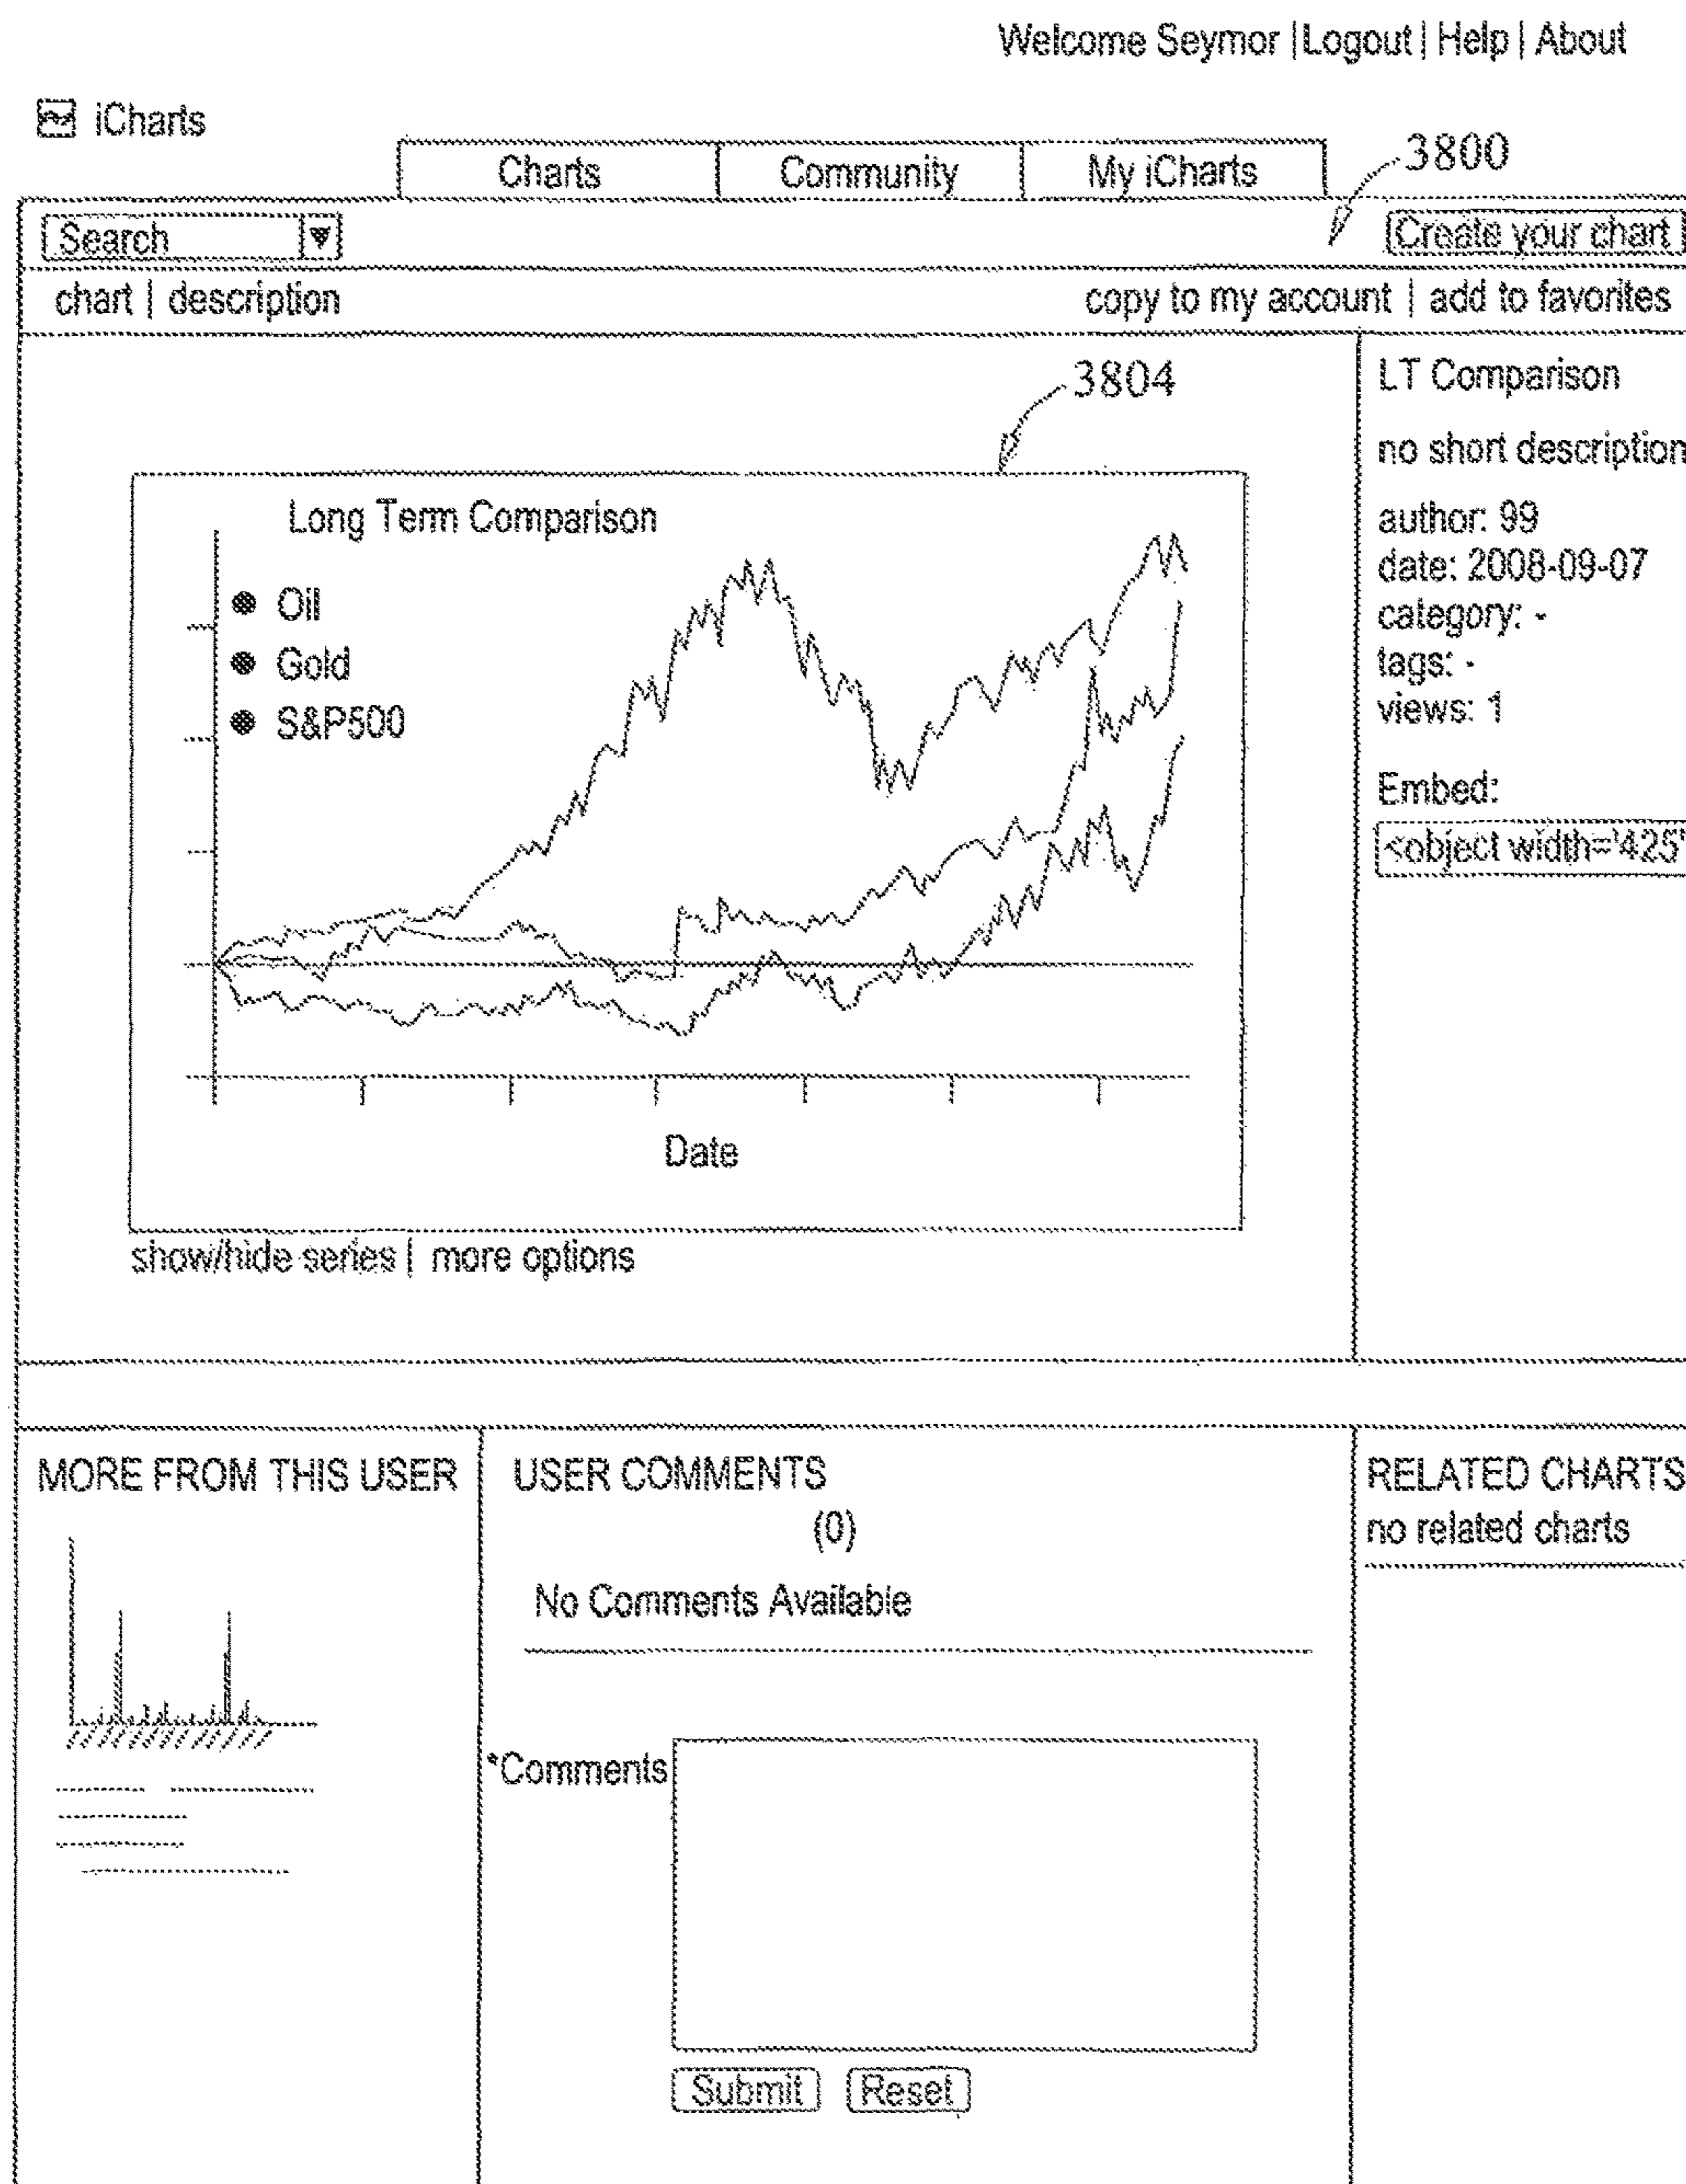 Welcome Seymor | Logout | Help | About
iCharts
Charts
Community
My iCharts
3800
Search
Create your chart
chart | description
copy to my account | add to favorites
3804
LT Comparison
no short description
author: 99
date: 2008-09-07
category: -
tags: -
views: 1
Embed:
<object width='425'
Long Term Comparison
Oil
Gold
S&P500
Date
show/hide series | more options
MORE FROM THIS USER
USER COMMENTS
(0)
No Comments Available
*Comments
Submit
Reset
RELATED CHARTS
no related charts